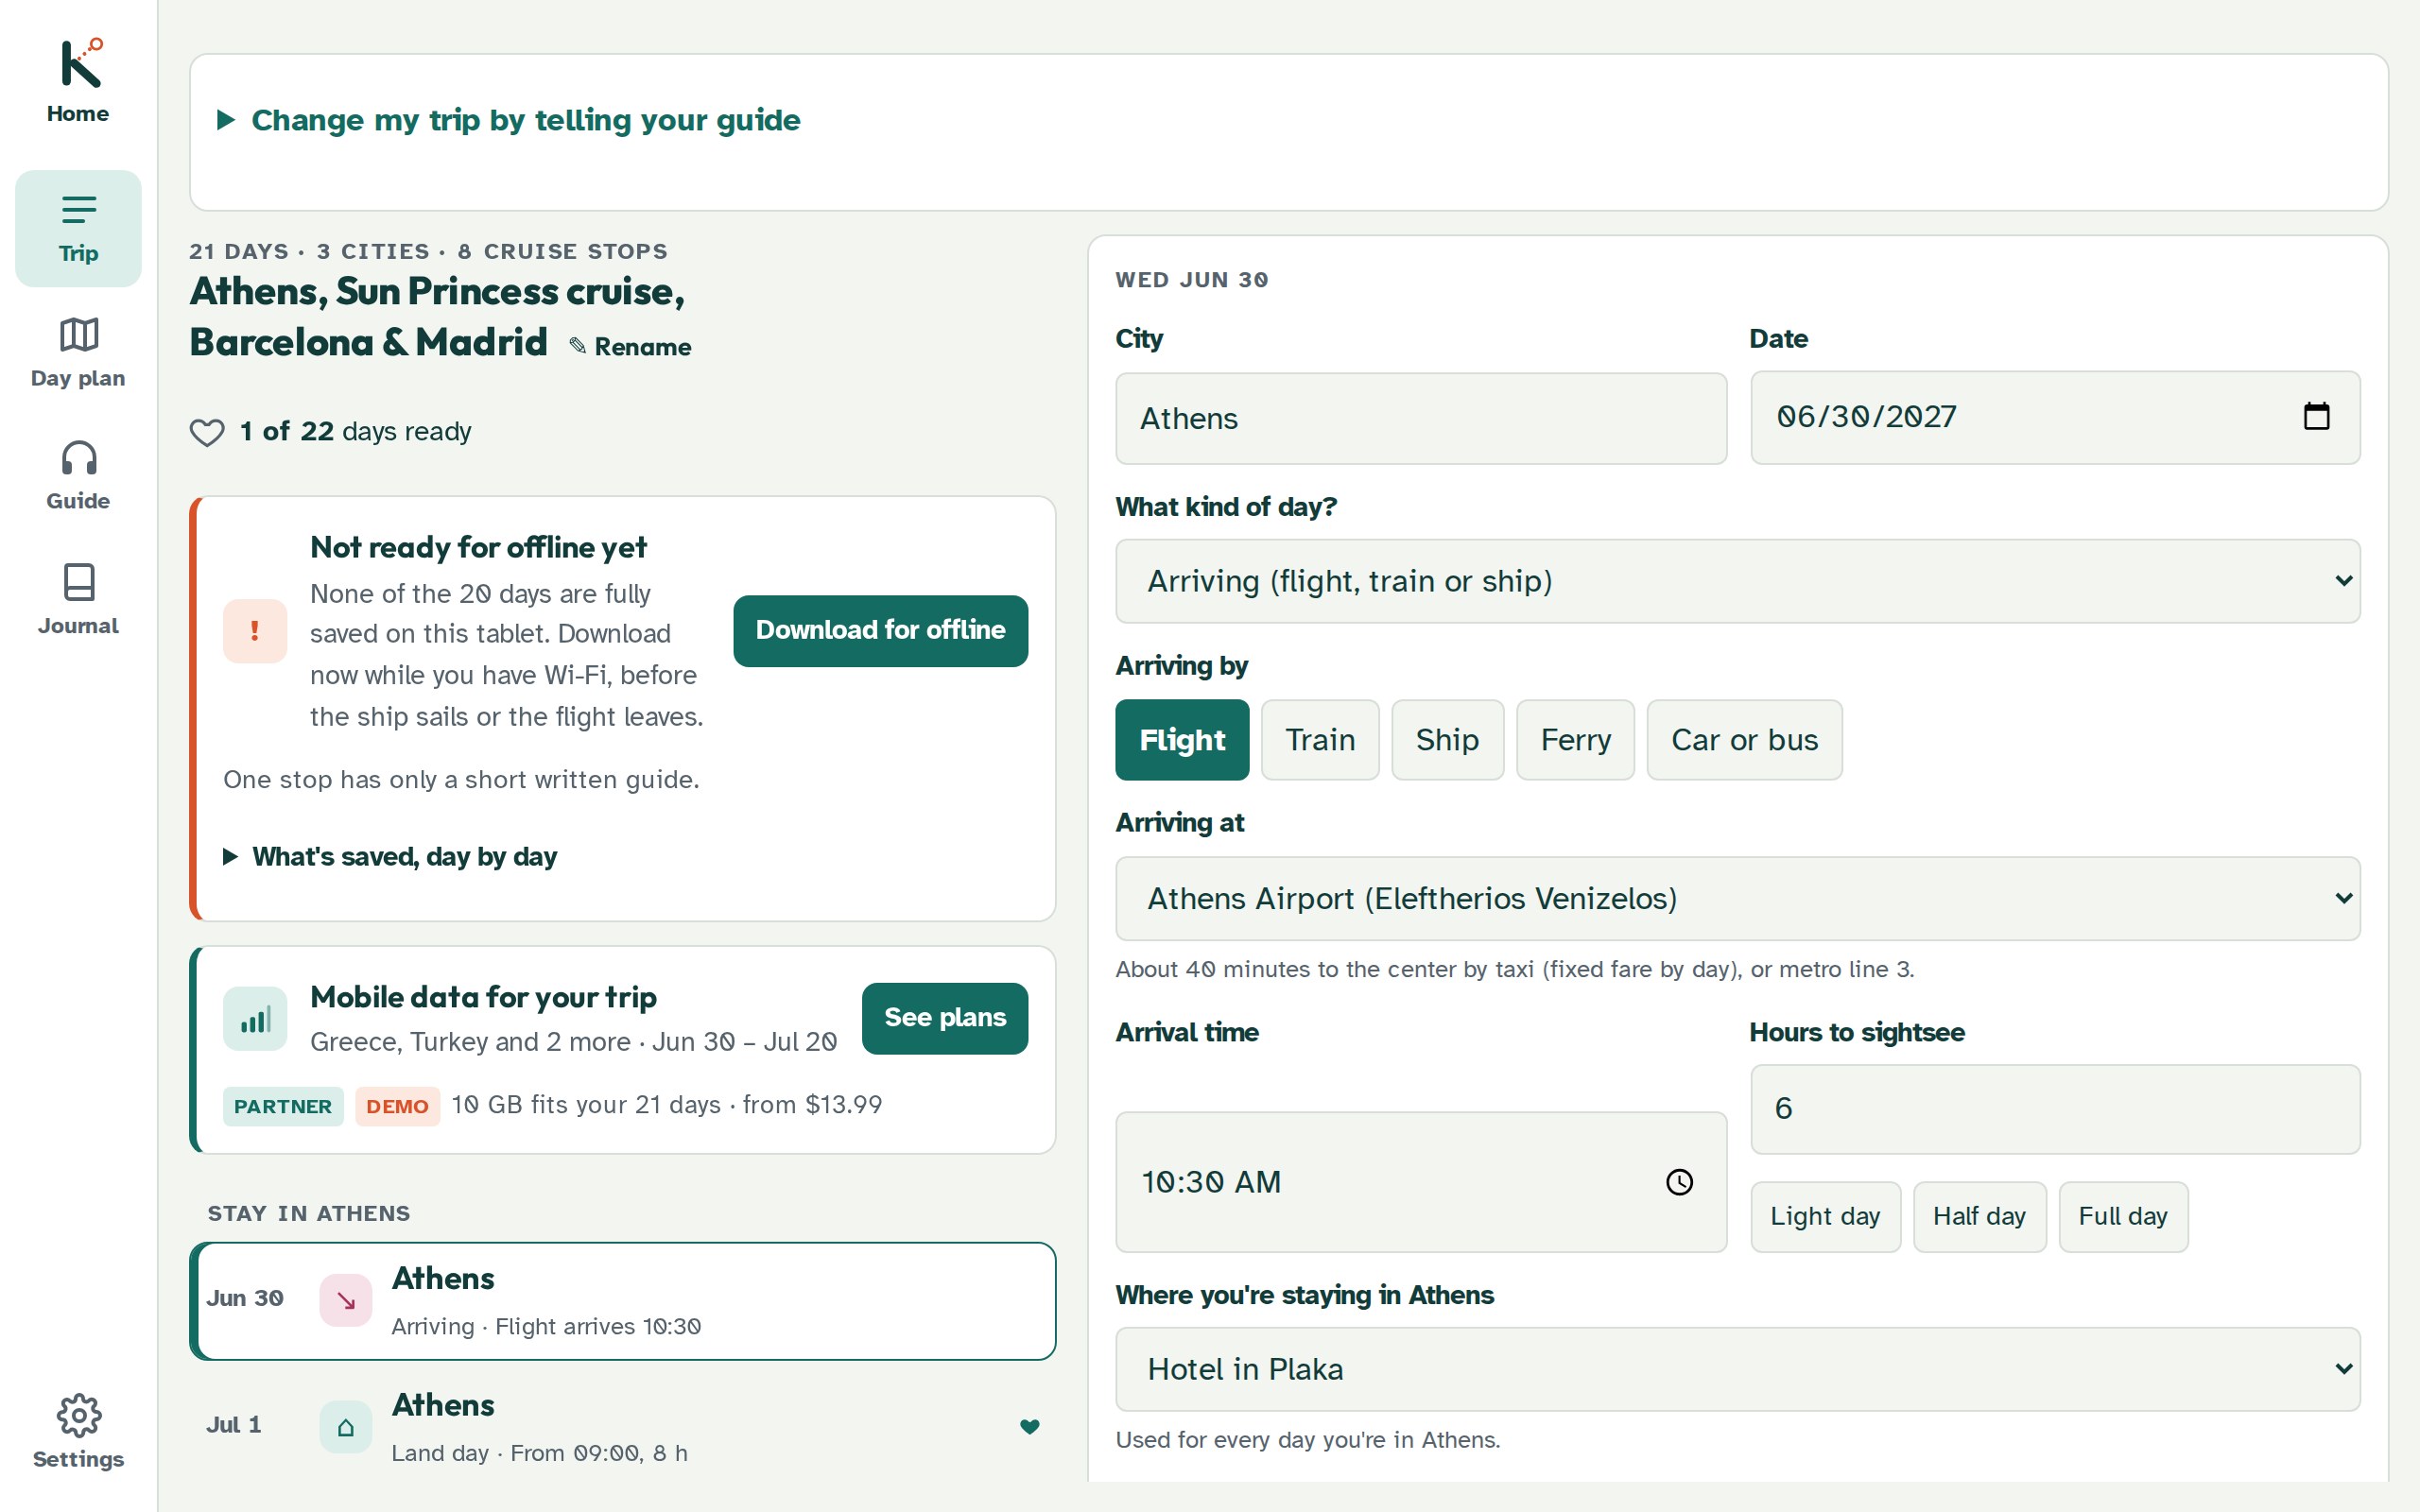 Home
Trip
Day plan
Guide
Journal
Settings
Change my trip by telling your guide
21 DAYS · 3 CITIES · 8 CRUISE STOPS
Athens, Sun Princess cruise,
Barcelona & Madrid ✎ Rename
1 of 22 days ready
Not ready for offline yet
None of the 20 days are fully
saved on this tablet. Download
now while you have Wi-Fi, before
the ship sails or the flight leaves.
Download for offline
One stop has only a short written guide.
What's saved, day by day
Mobile data for your trip
Greece, Turkey and 2 more · Jun 30 – Jul 20
See plans
PARTNER DEMO 10 GB fits your 21 days · from $13.99
STAY IN ATHENS
Jun 30
Athens
Arriving · Flight arrives 10:30
Jul 1
Athens
Land day · From 09:00, 8 h
WED JUN 30
City
Athens
Date
06/30/2027
What kind of day?
Arriving (flight, train or ship)
Arriving by
Flight Train Ship Ferry Car or bus
Arriving at
Athens Airport (Eleftherios Venizelos)
About 40 minutes to the center by taxi (fixed fare by day), or metro line 3.
Arrival time
10:30 AM
Hours to sightsee
6
Light day Half day Full day
Where you're staying in Athens
Hotel in Plaka
Used for every day you're in Athens.